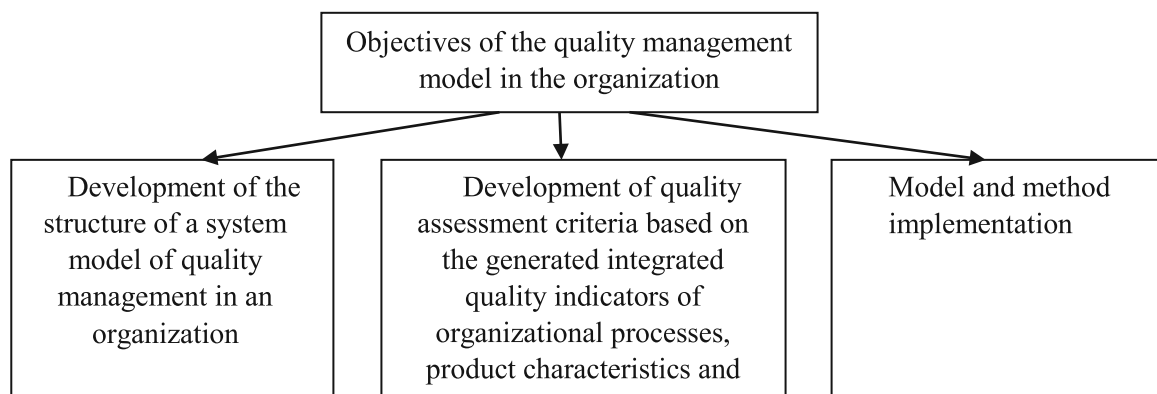 Objectives of the quality management
model in the organization
Development of the
structure of a system
model of quality
management in an
organization
Development of quality
assessment criteria based on
the generated integrated
quality indicators of
organizational processes,
product characteristics and
Model and method
implementation